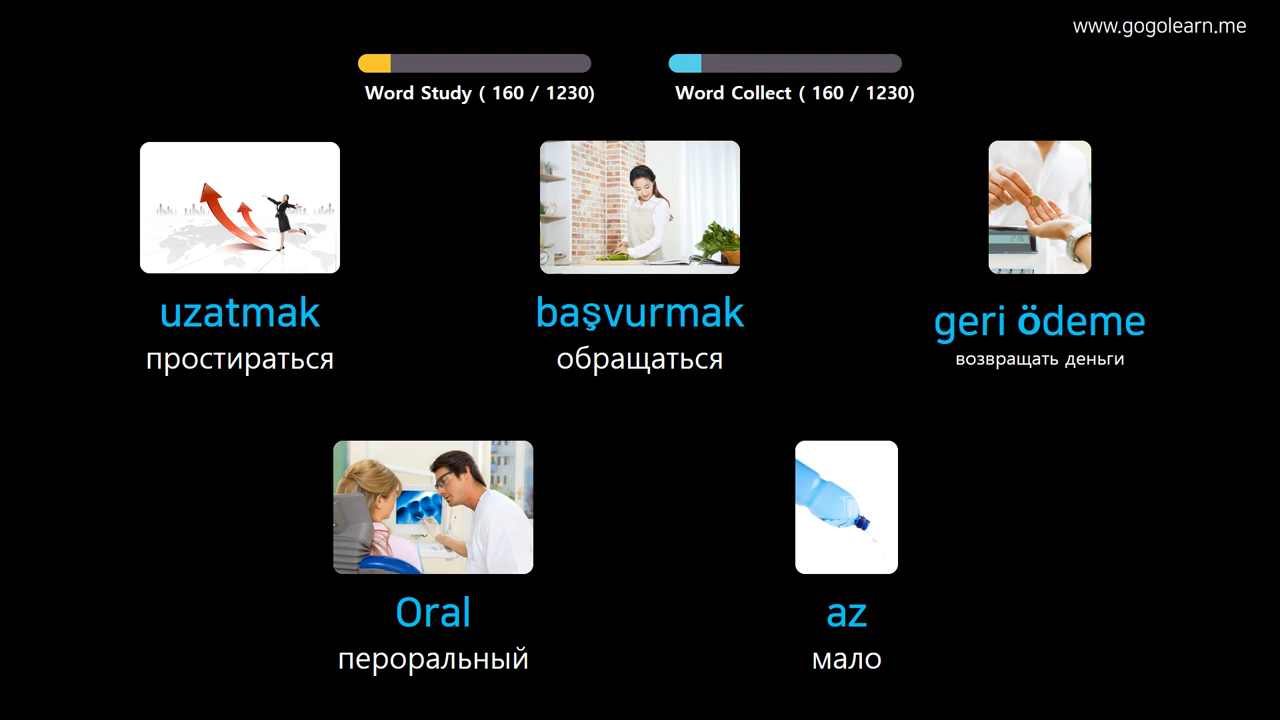 www.gogolearn.me
Word Study ( 160 / 1230)
Word Collect ( 160 / 1230)
uzatmak
простираться
başvurmak
обращаться
geri ödeme
возвращать деньги
Oral
пероральный
az
мало